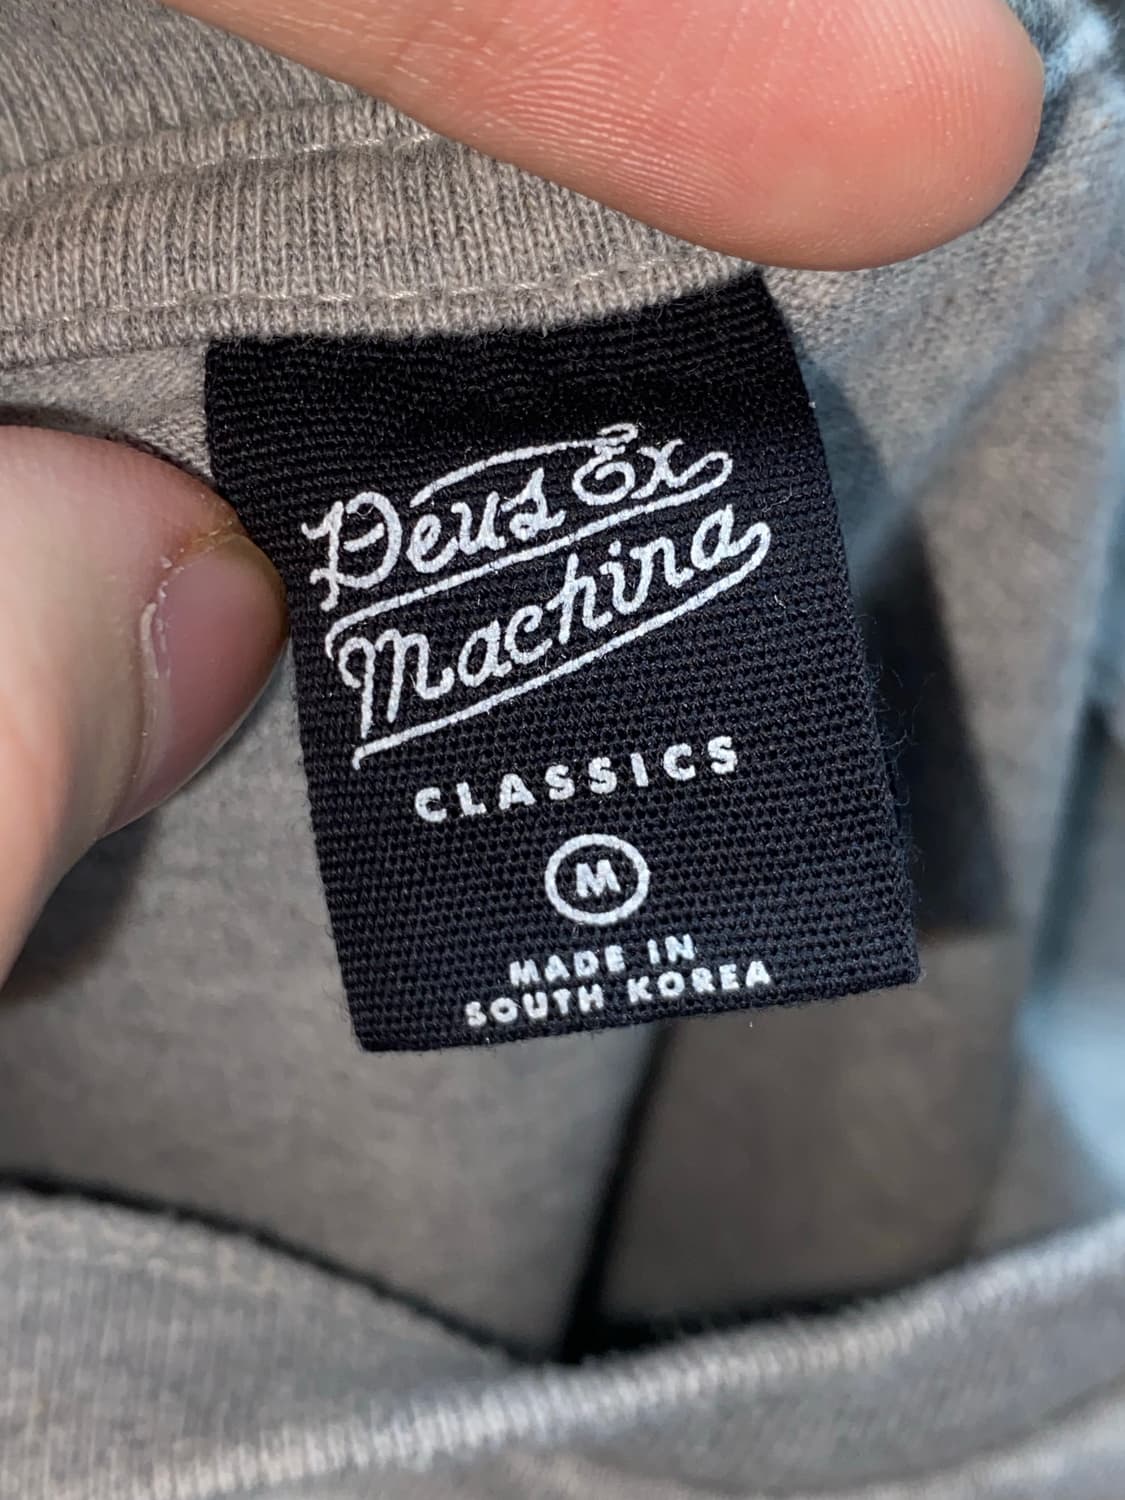 Deus Ex
Machina
CLASSICS
M
MADE IN
SOUTH KOREA